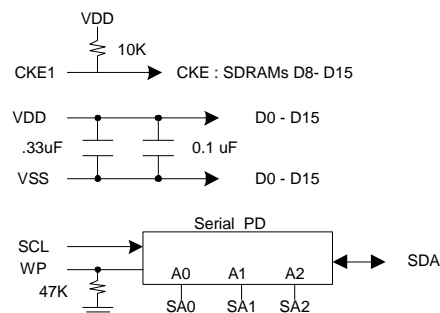 VDD
10K
CKE1 CKE : SDRAMs D8- D15
VDD D0 - D15
.33uF 0.1 uF
VSS D0 - D15
Serial PD
SCL
SDA
WP A0 A1 A2
47K
SA0 SA1 SA2